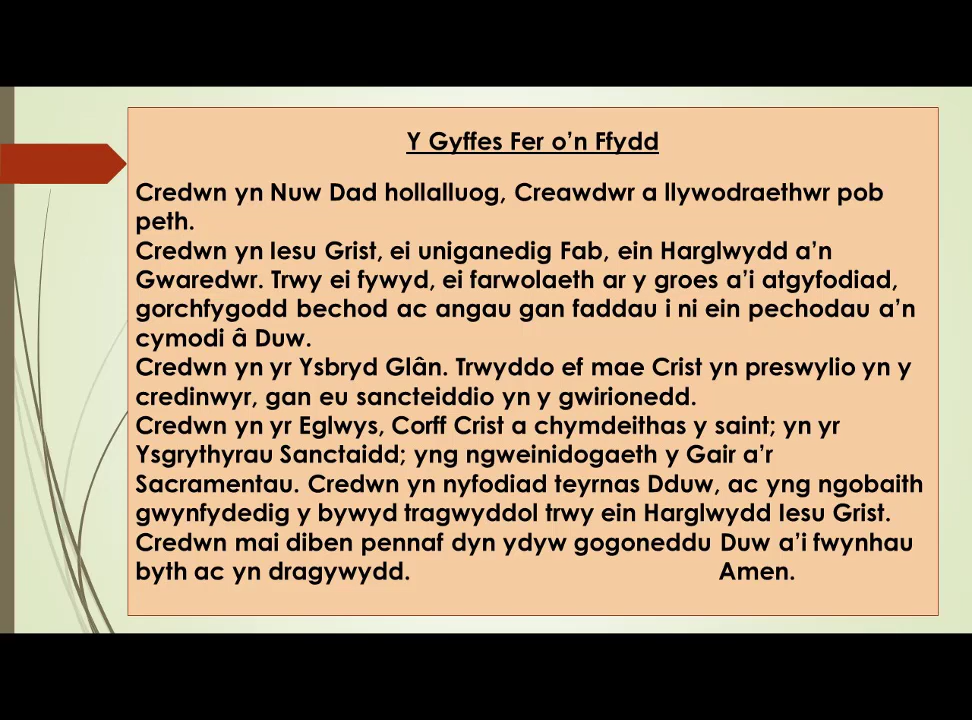 Y Gyffes Fer o’n Ffydd
Credwn yn Nuw Dad hollalluog, Creawdwr a llywodraethwr pob
peth.
Credwn yn Iesu Grist, ei uniganedig Fab, ein Harglwydd a’n
Gwaredwr. Trwy ei fywyd, ei farwolaeth ar y groes a’i atgyfodiad,
gorchfygodd bechod ac angau gan faddau i ni ein pechodau a’n
cymodi â Duw.
Credwn yn yr Ysbryd Glân. Trwyddo ef mae Crist yn preswylio yn y
credinwyr, gan eu sancteiddio yn y gwirionedd.
Credwn yn yr Eglwys, Corff Crist a chymdeithas y saint; yn yr
Ysgrythyrau Sanctaidd; yng ngweinidogaeth y Gair a’r
Sacramentau. Credwn yn nyfodiad teyrnas Dduw, ac yng ngobaith
gwynfydedig y bywyd tragwyddol trwy ein Harglwydd Iesu Grist.
Credwn mai diben pennaf dyn ydyw gogoneddu Duw a’i fwynhau
byth ac yn dragywydd. Amen.